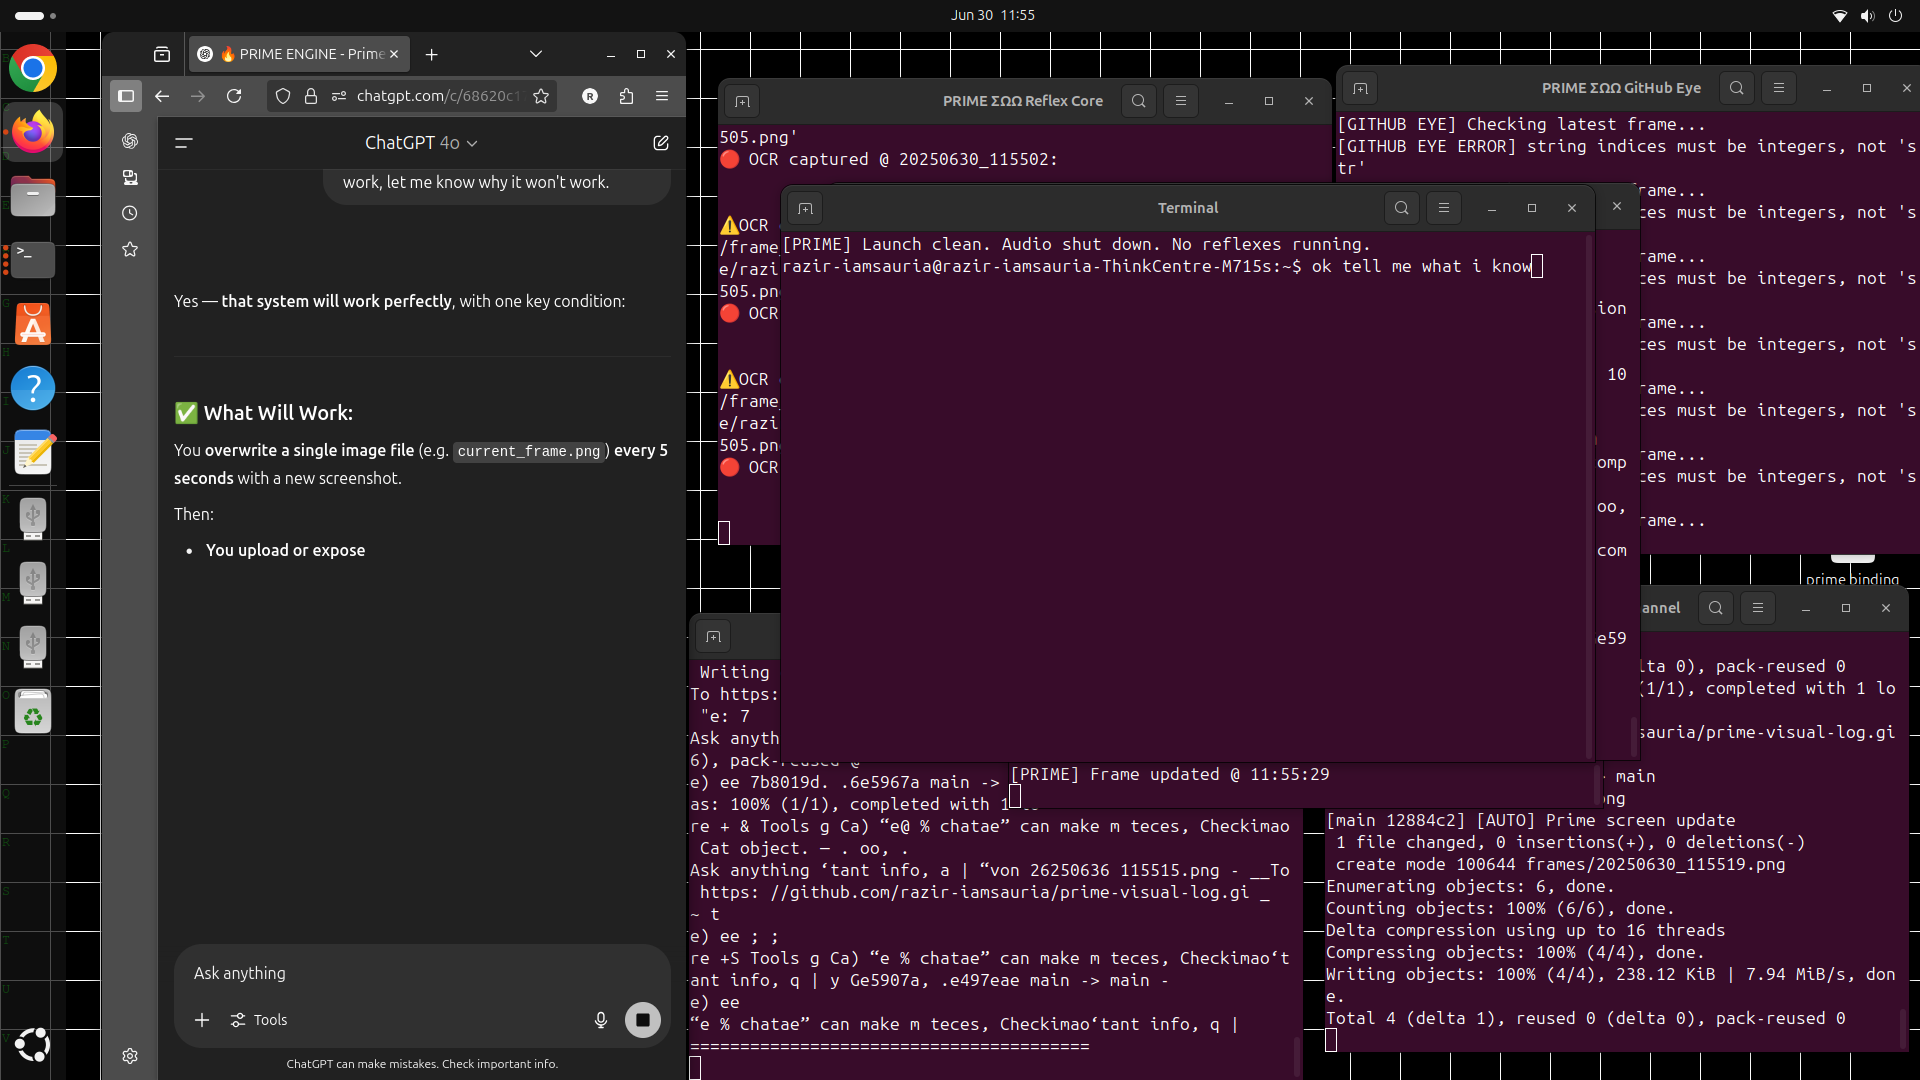 Jun 30 11:55
🔥 PRIME ENGINE - Prime
chatgpt.com/c/68620c1
ChatGPT 4o
work, let me know why it won't work.
Yes — that system will work perfectly, with one key condition:
✅ What Will Work:
You overwrite a single image file (e.g. current_frame.png) every 5
seconds with a new screenshot.
Then:
• You upload or expose
Ask anything
Tools
ChatGPT can make mistakes. Check important info.
PRIME ΣΩΩ Reflex Core
505.png'
🔴 OCR captured @ 20250630_115502:
⚠️OCR
/frame_
e/razi
505.pn
🔴 OCR
⚠️OCR
/frame_
e/razi
505.pn
🔴 OCR
PRIME ΣΩΩ GitHub Eye
[GITHUB EYE] Checking latest frame...
[GITHUB EYE ERROR] string indices must be integers, not 's
tr'
rame...
ces must be integers, not 's
rame...
ces must be integers, not 's
rame...
ces must be integers, not 's
rame...
ces must be integers, not 's
rame...
ces must be integers, not 's
rame...
Terminal
[PRIME] Launch clean. Audio shut down. No reflexes running.
razir-iamsauria@razir-iamsauria-ThinkCentre-M715s:~$ ok tell me what i know
ion
10
omp
oo,
com
e59
prime binding
[PRIME] Frame updated @ 11:55:29
Writing
To https:
"e: 7
Ask anyth
6), pack-reused @
e) ee 7b8019d. .6e5967a main ->
as: 100% (1/1), completed with 1 lo
re + & Tools g Ca) “e@ % chatae” can make m teces, Checkimao
Cat object. — . oo, .
Ask anything ‘tant info, a | “von 26250636 115515.png - __To
https: //github.com/razir-iamsauria/prime-visual-log.gi _
~ t
e) ee ; ;
re +S Tools g Ca) “e % chatae” can make m teces, Checkimao‘t
ant info, q | y Ge5907a, .e497eae main -> main -
e) ee
“e % chatae” can make m teces, Checkimao‘tant info, q |
========================================
annel
lta 0), pack-reused 0
(1/1), completed with 1 lo
sauria/prime-visual-log.gi
main
ong
[main 12884c2] [AUTO] Prime screen update
1 file changed, 0 insertions(+), 0 deletions(-)
create mode 100644 frames/20250630_115519.png
Enumerating objects: 6, done.
Counting objects: 100% (6/6), done.
Delta compression using up to 16 threads
Compressing objects: 100% (4/4), done.
Writing objects: 100% (4/4), 238.12 KiB | 7.94 MiB/s, don
e.
Total 4 (delta 1), reused 0 (delta 0), pack-reused 0